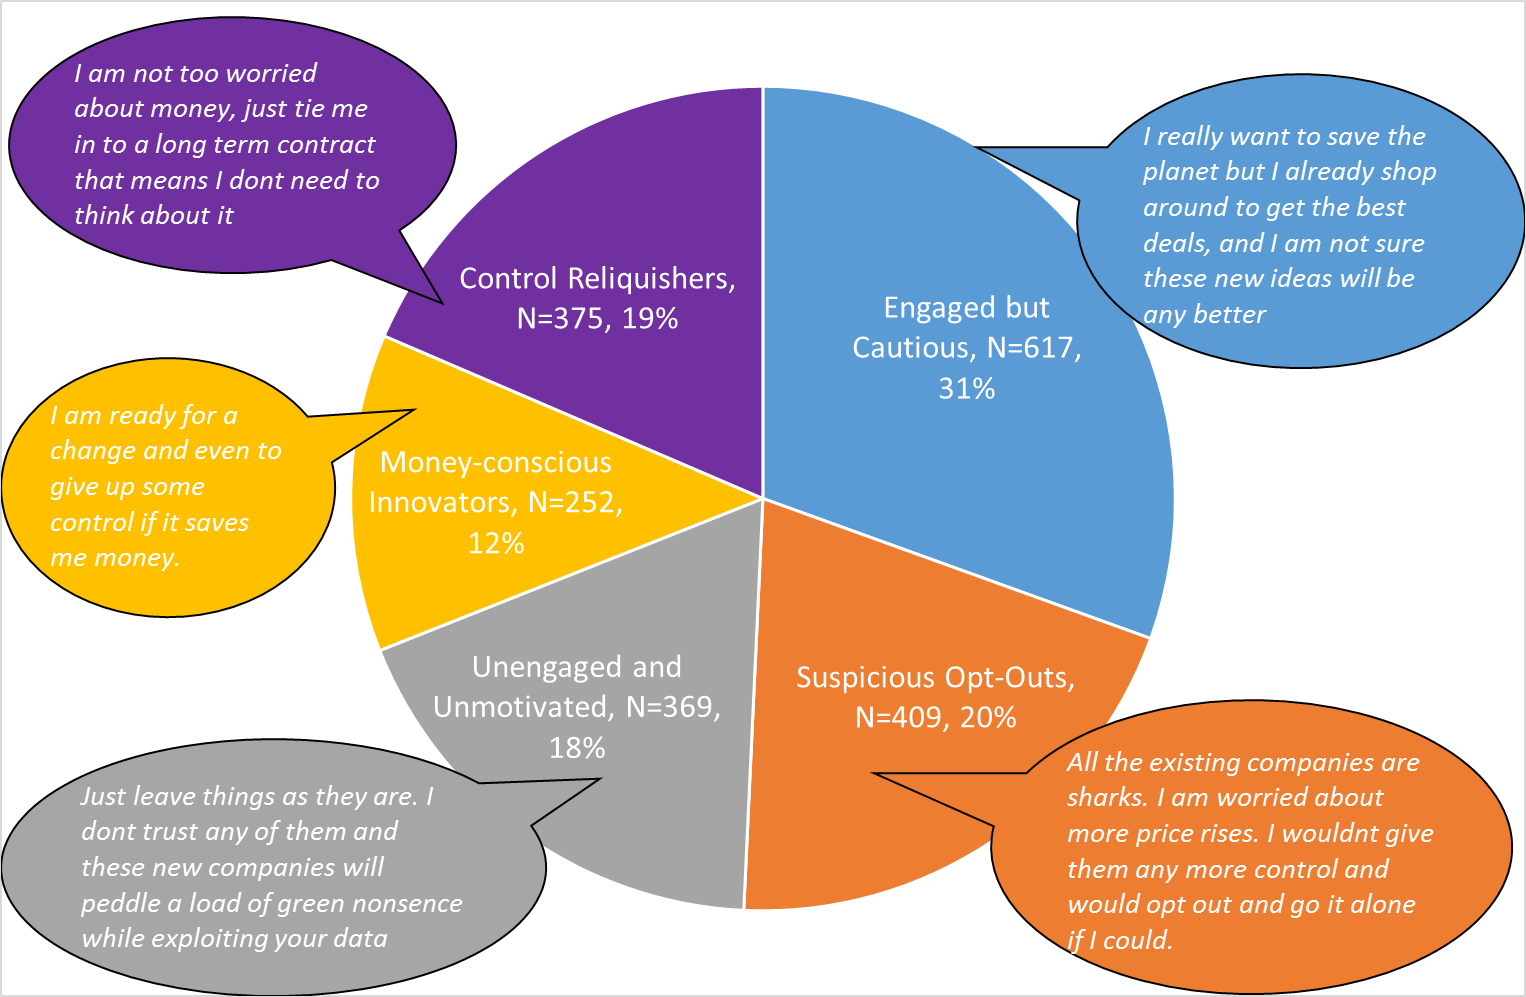 I am not too worried
about money, just tie me
in to a long term contract
that means I dont need to
think about it
I really want to save the
planet but I already shop
around to get the best
deals, and I am not sure
these new ideas will be
any better
Control Reliquishers,
N=375, 19%
Engaged but
Cautious, N=617,
31%
I am ready for a
change and even to
give up some
control if it saves
me money.
Money-conscious
Innovators, N=252,
12%
Unengaged and
Unmotivated, N=369,
18%
Suspicious Opt-Outs,
N=409, 20%
Just leave things as they are. I
dont trust any of them and
these new companies will
peddle a load of green nonsence
while exploiting your data
All the existing companies are
sharks. I am worried about
more price rises. I wouldnt give
them any more control and
would opt out and go it alone
if I could.